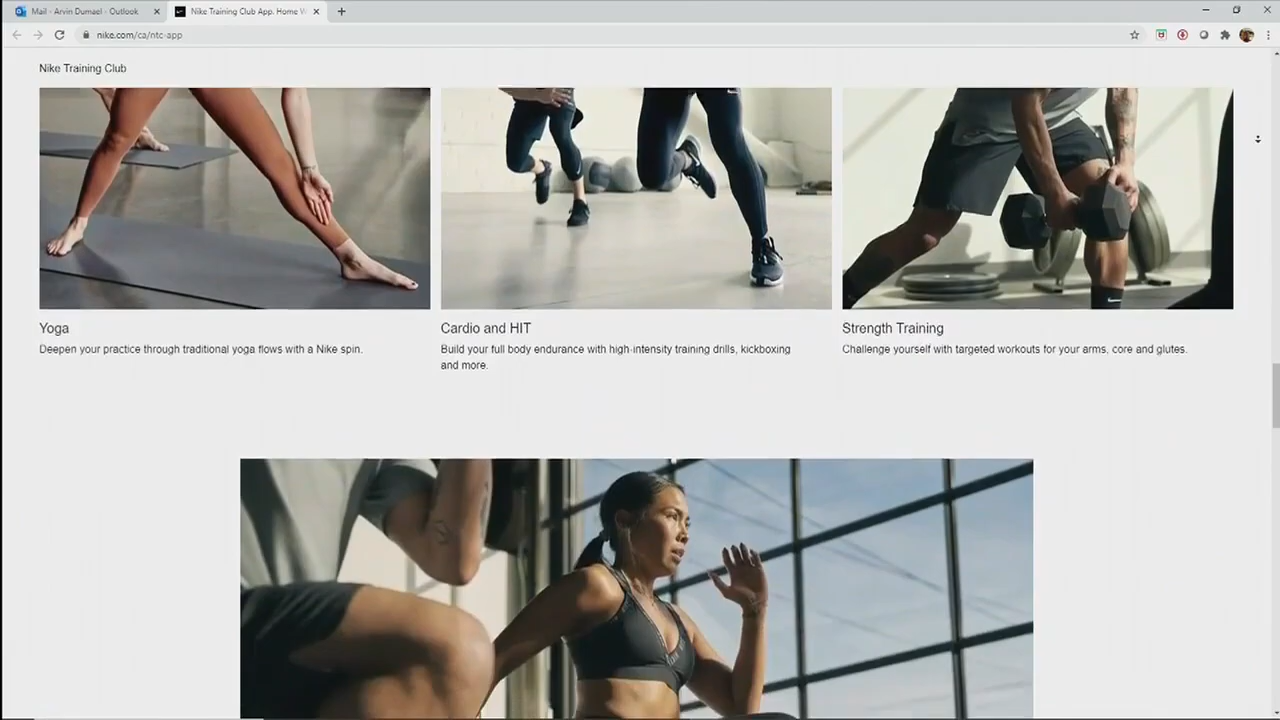 Mail - Arvin Dumael - Outlook
Nike Training Club App. Home W
nike.com/ca/ntc-app
Nike Training Club
Yoga
Deepen your practice through traditional yoga flows with a Nike spin.
Cardio and HIT
Build your full body endurance with high-intensity training drills, kickboxing
and more.
Strength Training
Challenge yourself with targeted workouts for your arms, core and glutes.